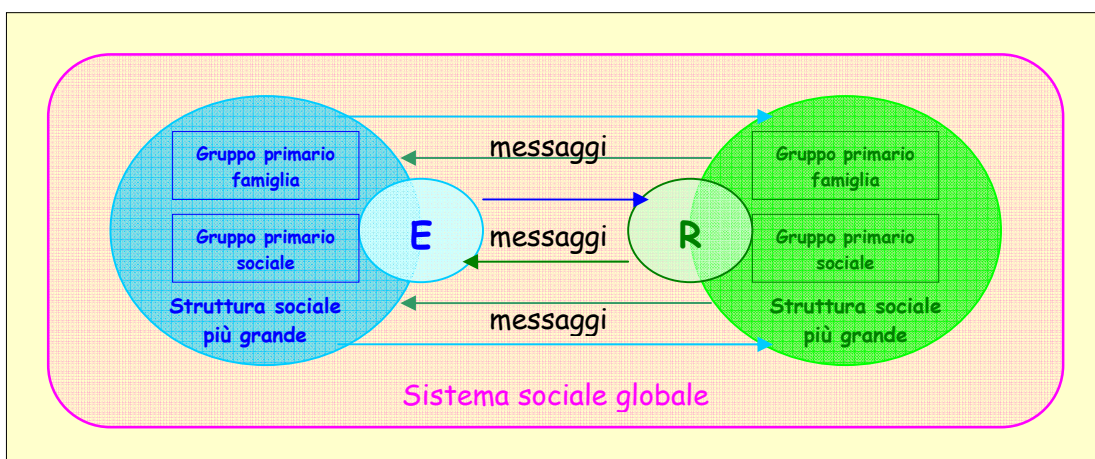 messaggi
Gruppo primario
famiglia
Gruppo primario
famiglia
E
messaggi
R
Gruppo primario
sociale
Gruppo primario
sociale
Struttura sociale
più grande
messaggi
Struttura sociale
più grande
Sistema sociale globale